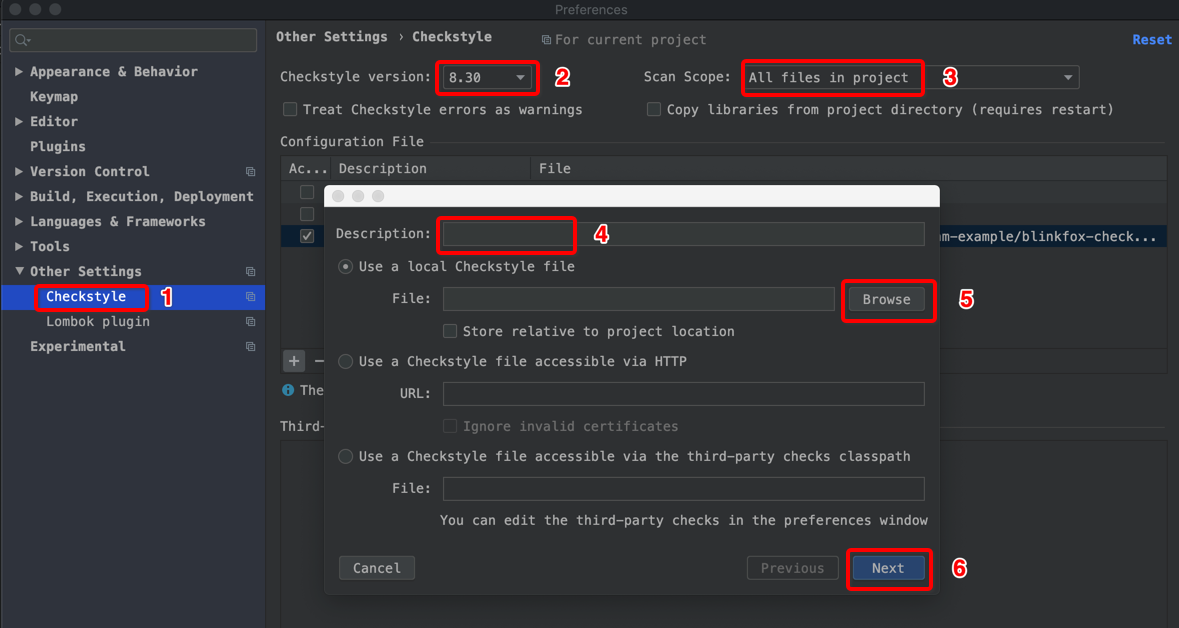 Preferences
Other Settings › Checkstyle
For current project
Reset
Appearance & Behavior
Keymap
Editor
Plugins
Version Control
Build, Execution, Deployment
Languages & Frameworks
Tools
Other Settings
Checkstyle 1
Lombok plugin
Experimental
Checkstyle version: 8.30 2
Scan Scope: All files in project 3
Treat Checkstyle errors as warnings
Copy libraries from project directory (requires restart)
Configuration File
Ac... Description File
m-example/blinkfox-check...
+ −
The
Third-
Description: 4
Use a local Checkstyle file
File: Browse 5
Store relative to project location
Use a Checkstyle file accessible via HTTP
URL:
Ignore invalid certificates
Use a Checkstyle file accessible via the third-party checks classpath
File:
You can edit the third-party checks in the preferences window
Cancel Previous Next 6